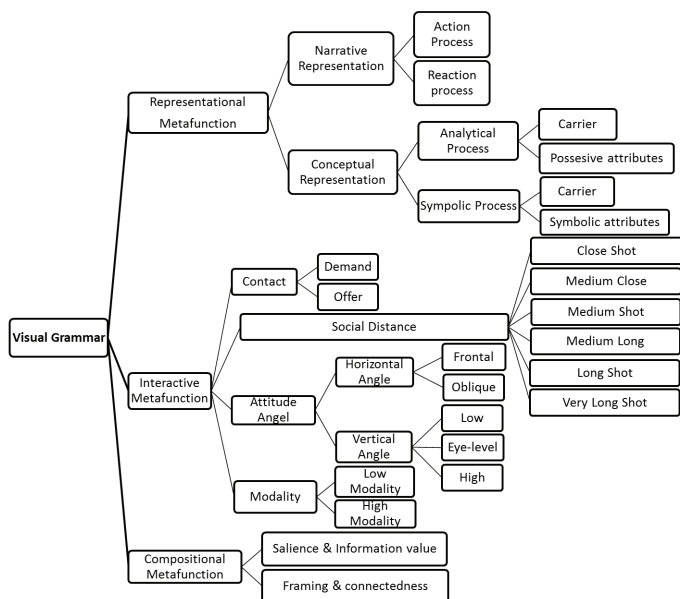 Visual Grammar
Representational
Metafunction
Narrative
Representation
Action
Process
Reaction
process
Conceptual
Representation
Analytical
Process
Carrier
Possesive attributes
Sympolic Process
Carrier
Symbolic attributes
Interactive
Metafunction
Contact
Demand
Offer
Social Distance
Close Shot
Medium Close
Medium Shot
Medium Long
Long Shot
Very Long Shot
Attitude
Angel
Horizontal
Angle
Frontal
Oblique
Vertical
Angle
Low
Eye-level
High
Modality
Low
Modality
High
Modality
Compositional
Metafunction
Salience & Information value
Framing & connectedness